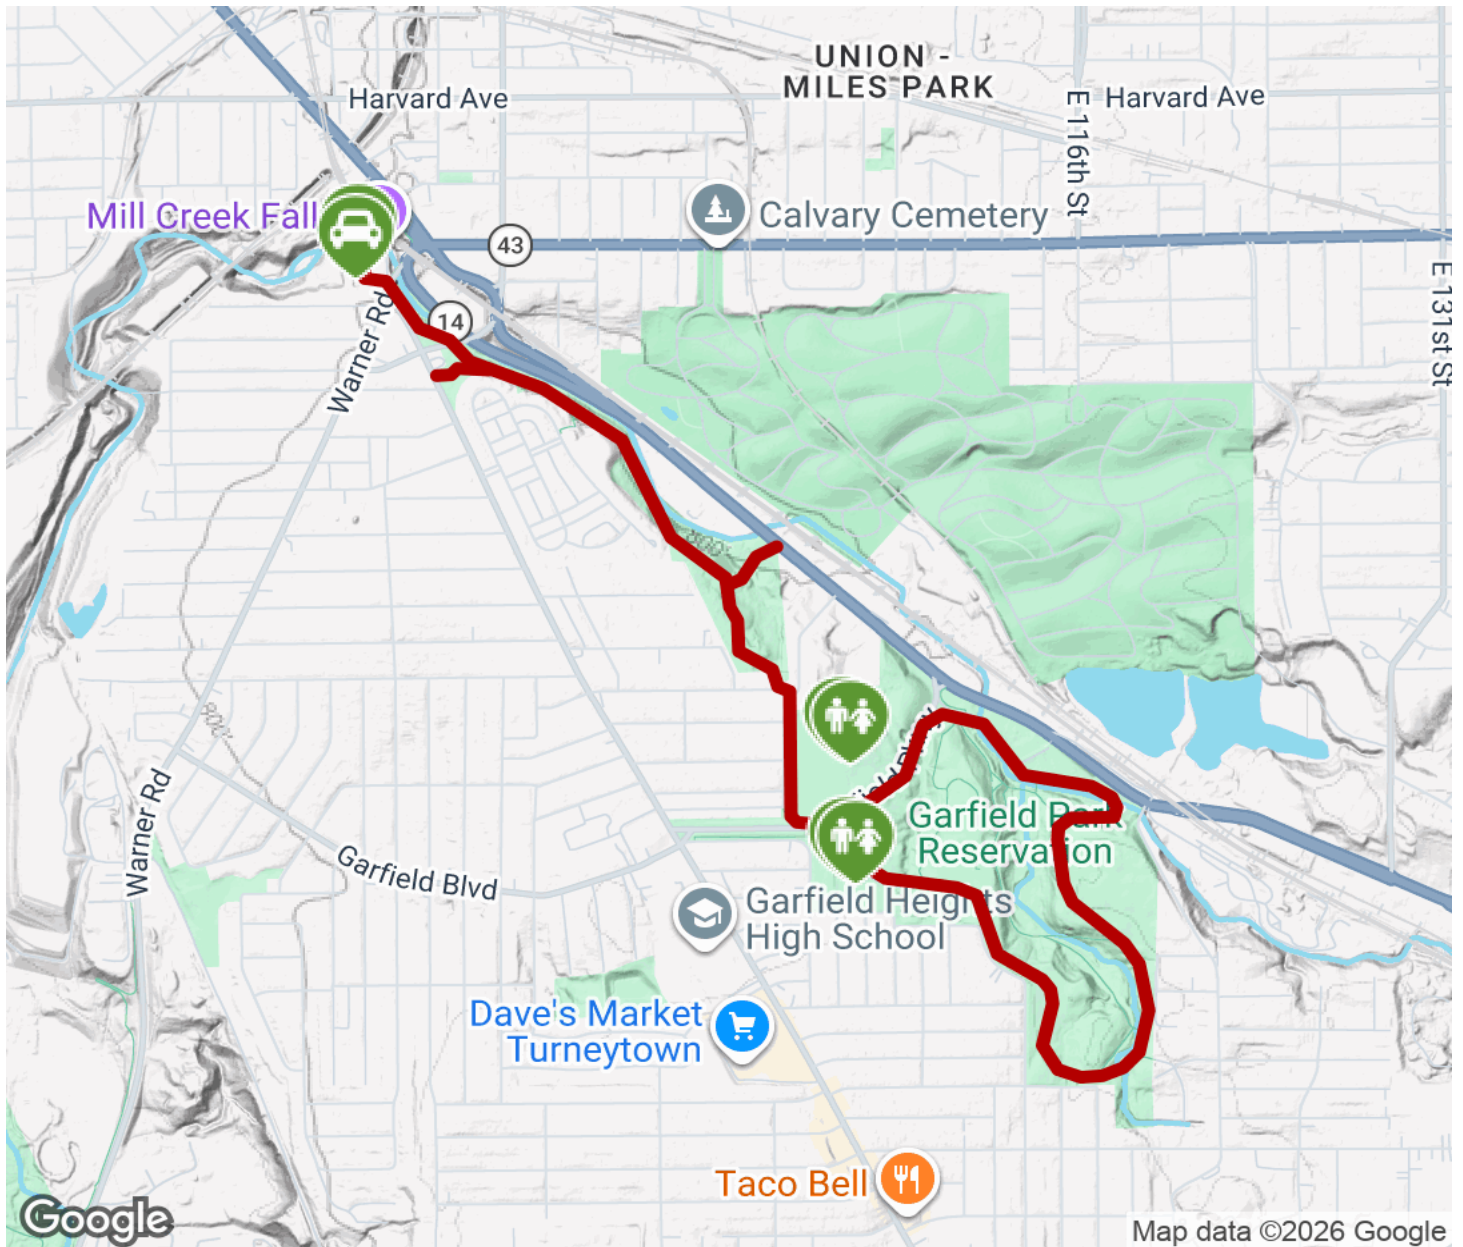 UNION -
MILES PARK
Harvard Ave
E 116th St
Harvard Ave
Mill Creek Fall
Calvary Cemetery
43
E 131st St
14
Warner Rd
Garfield Park
Reservation
Warner Rd
Garfield Blvd
Garfield Heights
High School
Dave's Market
Turneytown
Taco Bell
Google
Map data ©2026 Google